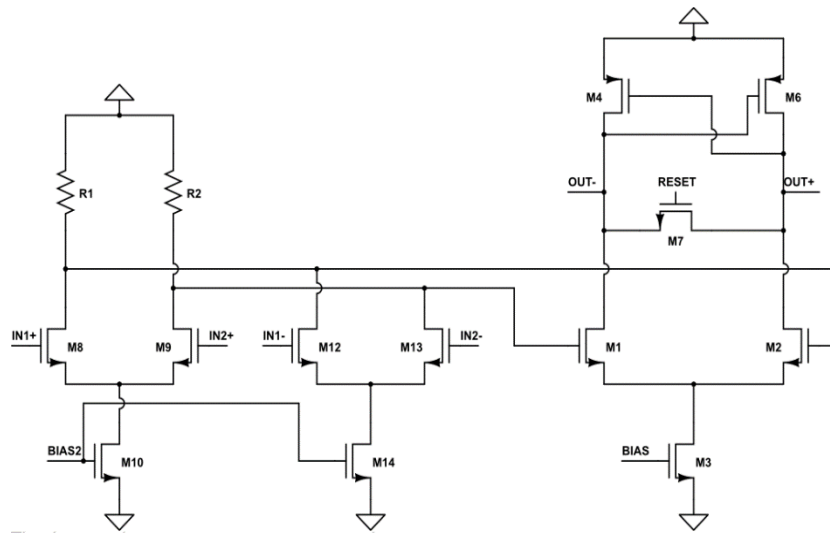 M4
M6
R1
R2
OUT-
RESET
OUT+
M7
IN1+
M8
M9
IN2+
IN1-
M12
M13
IN2-
M1
M2
BIAS2
M10
M14
BIAS
M3